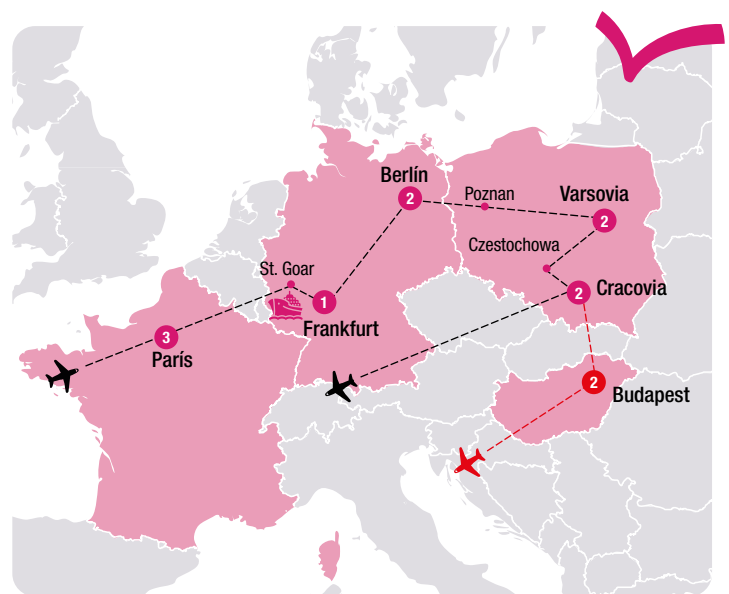 Berlín
2
Poznan
Varsovia
2
Czestochowa
St. Goar
2
Cracovia
1
Frankfurt
3
París
2
Budapest